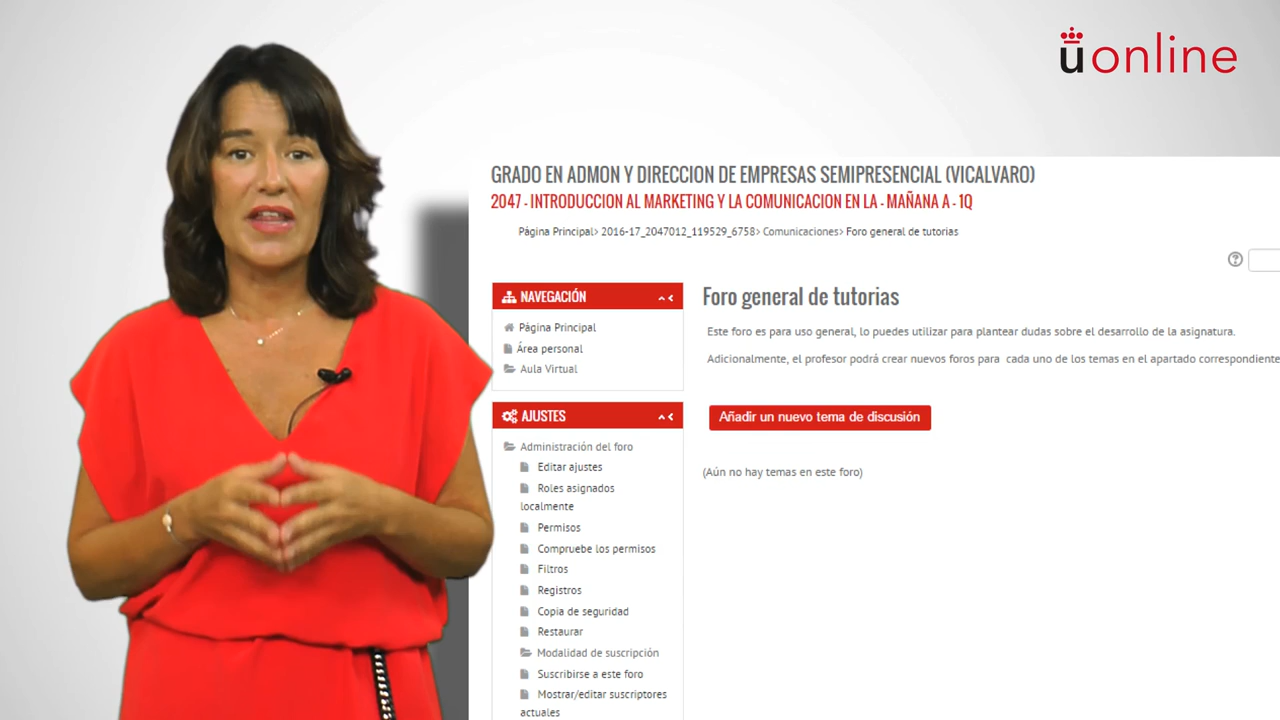 uonline
GRADO EN ADMON Y DIRECCION DE EMPRESAS SEMIPRESENCIAL (VICALVARO)
2047 - INTRODUCCION AL MARKETING Y LA COMUNICACION EN LA - MAÑANA A - 1Q
Página Principal> 2016-17_2047012_119529_6758> Comunicaciones> Foro general de tutorias
NAVEGACIÓN
Página Principal
Área personal
Aula Virtual
AJUSTES
Administración del foro
Editar ajustes
Roles asignados
localmente
Permisos
Compruebe los permisos
Filtros
Registros
Copia de seguridad
Restaurar
Modalidad de suscripción
Suscribirse a este foro
Mostrar/editar suscriptores
actuales
Foro general de tutorias
Este foro es para uso general, lo puedes utilizar para plantear dudas sobre el desarrollo de la asignatura.
Adicionalmente, el profesor podrá crear nuevos foros para cada uno de los temas en el apartado correspondiente
Añadir un nuevo tema de discusión
(Aún no hay temas en este foro)